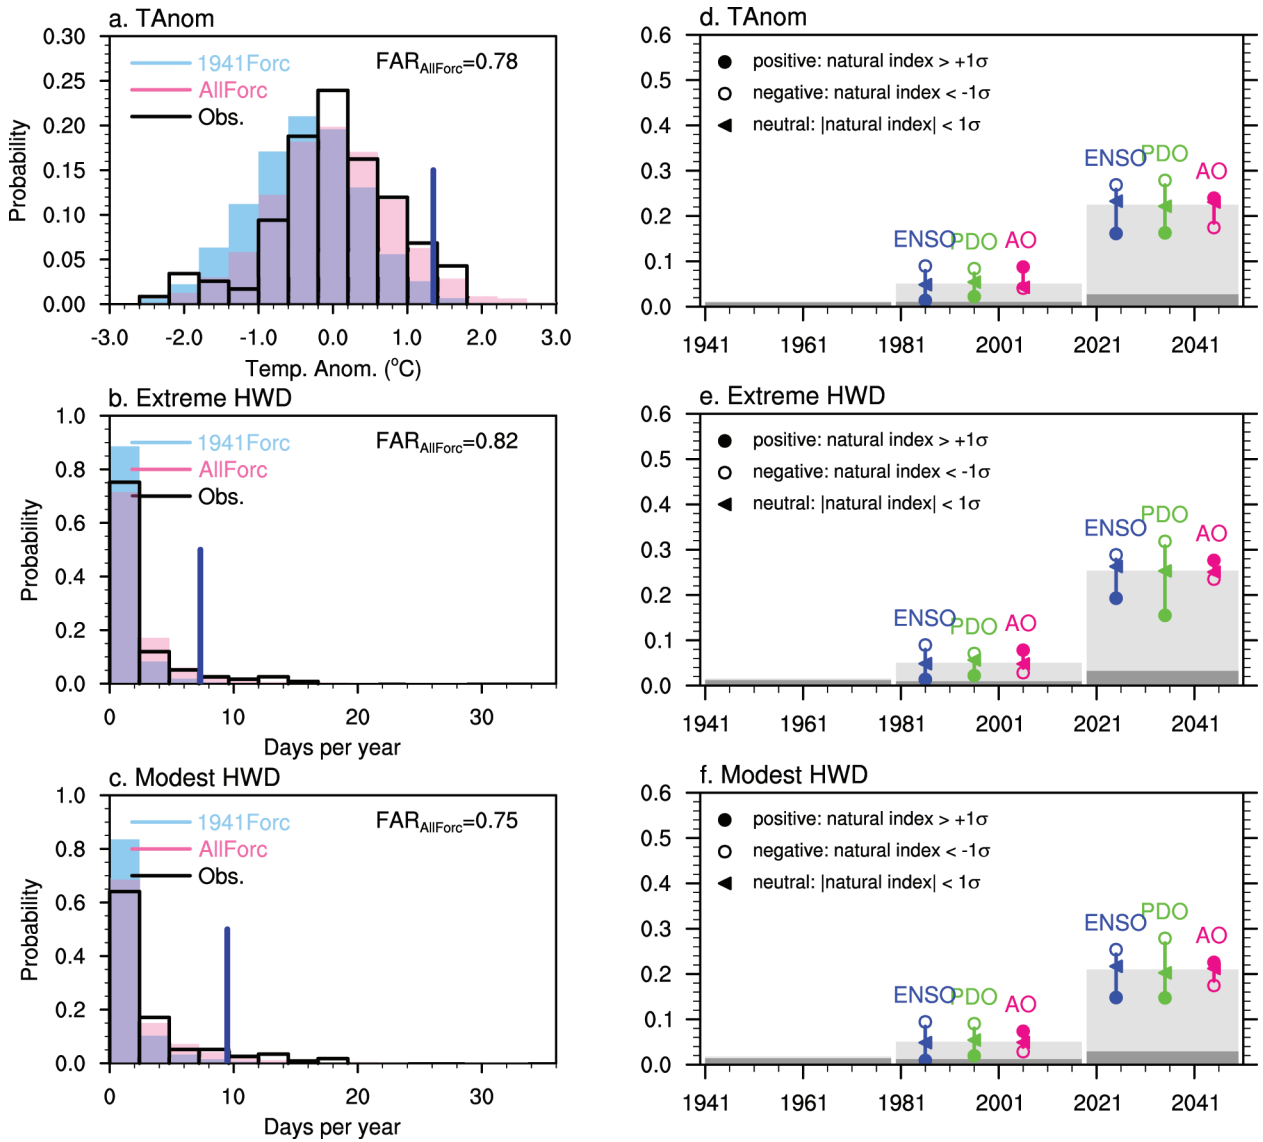 a. TAnom
0.30
0.25
0.20
0.15
0.10
0.05
0.00
Probability
1941Forc
AllForc
Obs.
FARAllForc=0.78
-3.0 -2.0 -1.0 0.0 1.0 2.0 3.0
Temp. Anom. (oC)
b. Extreme HWD
1.0
0.8
0.6
0.4
0.2
0.0
Probability
1941Forc
AllForc
Obs.
FARAllForc=0.82
0 10 20 30
Days per year
c. Modest HWD
1.0
0.8
0.6
0.4
0.2
0.0
Probability
1941Forc
AllForc
Obs.
FARAllForc=0.75
0 10 20 30
Days per year
d. TAnom
0.6
0.5
0.4
0.3
0.2
0.1
0.0
positive: natural index > +1σ
negative: natural index < -1σ
neutral: |natural index| < 1σ
ENSO PDO AO
ENSO PDO AO
1941 1961 1981 2001 2021 2041
e. Extreme HWD
0.6
0.5
0.4
0.3
0.2
0.1
0.0
positive: natural index > +1σ
negative: natural index < -1σ
neutral: |natural index| < 1σ
ENSO PDO AO
ENSO PDO AO
1941 1961 1981 2001 2021 2041
f. Modest HWD
0.6
0.5
0.4
0.3
0.2
0.1
0.0
positive: natural index > +1σ
negative: natural index < -1σ
neutral: |natural index| < 1σ
ENSO PDO AO
ENSO PDO AO
1941 1961 1981 2001 2021 2041